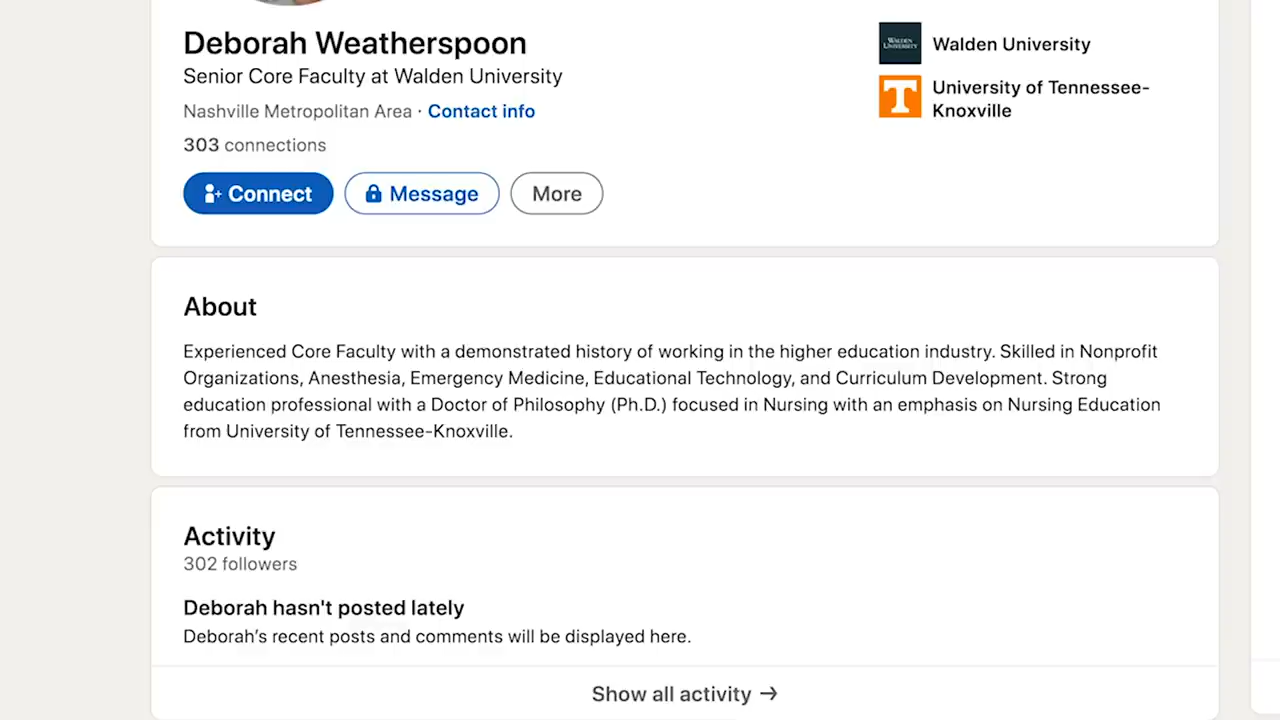 Deborah Weatherspoon
Senior Core Faculty at Walden University
Nashville Metropolitan Area · Contact info
303 connections
Connect
Message
More
WALDEN
UNIVERSITY
Walden University
T
University of Tennessee-
Knoxville
About
Experienced Core Faculty with a demonstrated history of working in the higher education industry. Skilled in Nonprofit
Organizations, Anesthesia, Emergency Medicine, Educational Technology, and Curriculum Development. Strong
education professional with a Doctor of Philosophy (Ph.D.) focused in Nursing with an emphasis on Nursing Education
from University of Tennessee-Knoxville.
Activity
302 followers
Deborah hasn't posted lately
Deborah’s recent posts and comments will be displayed here.
Show all activity →